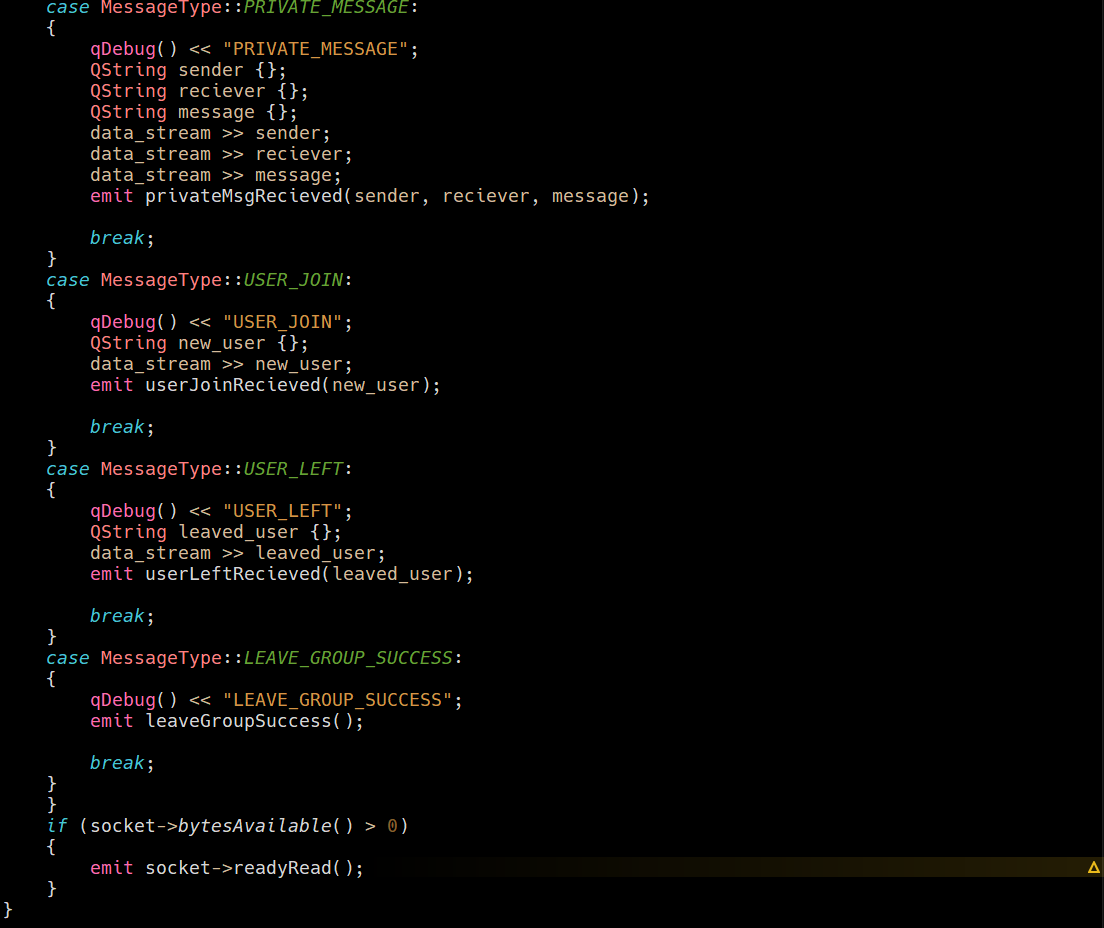 case MessageType::PRIVATE_MESSAGE:
{
qDebug() << "PRIVATE_MESSAGE";
QString sender {};
QString reciever {};
QString message {};
data_stream >> sender;
data_stream >> reciever;
data_stream >> message;
emit privateMsgRecieved(sender, reciever, message);
break;
}
case MessageType::USER_JOIN:
{
qDebug() << "USER_JOIN";
QString new_user {};
data_stream >> new_user;
emit userJoinRecieved(new_user);
break;
}
case MessageType::USER_LEFT:
{
qDebug() << "USER_LEFT";
QString leaved_user {};
data_stream >> leaved_user;
emit userLeftRecieved(leaved_user);
break;
}
case MessageType::LEAVE_GROUP_SUCCESS:
{
qDebug() << "LEAVE_GROUP_SUCCESS";
emit leaveGroupSuccess();
break;
}
}
if (socket->bytesAvailable() > 0)
{
emit socket->readyRead();
}
}